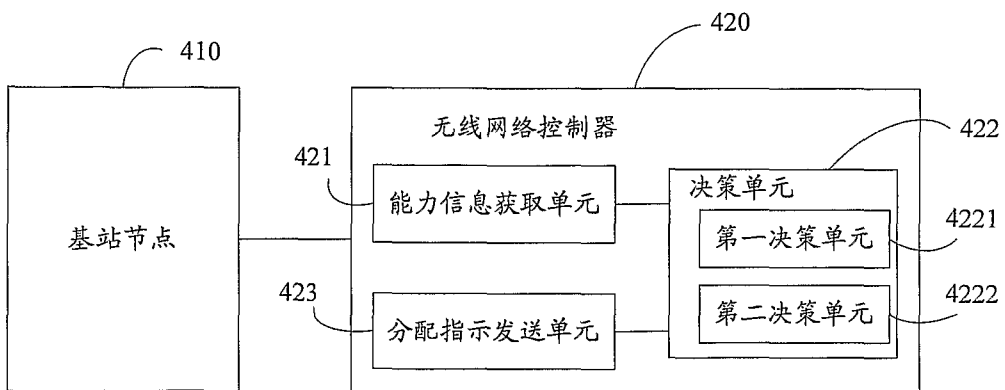 410
420
无线网络控制器
422
421
决策单元
能力信息获取单元
基站节点
第一决策单元
4221
423
4222
分配指示发送单元
第二决策单元